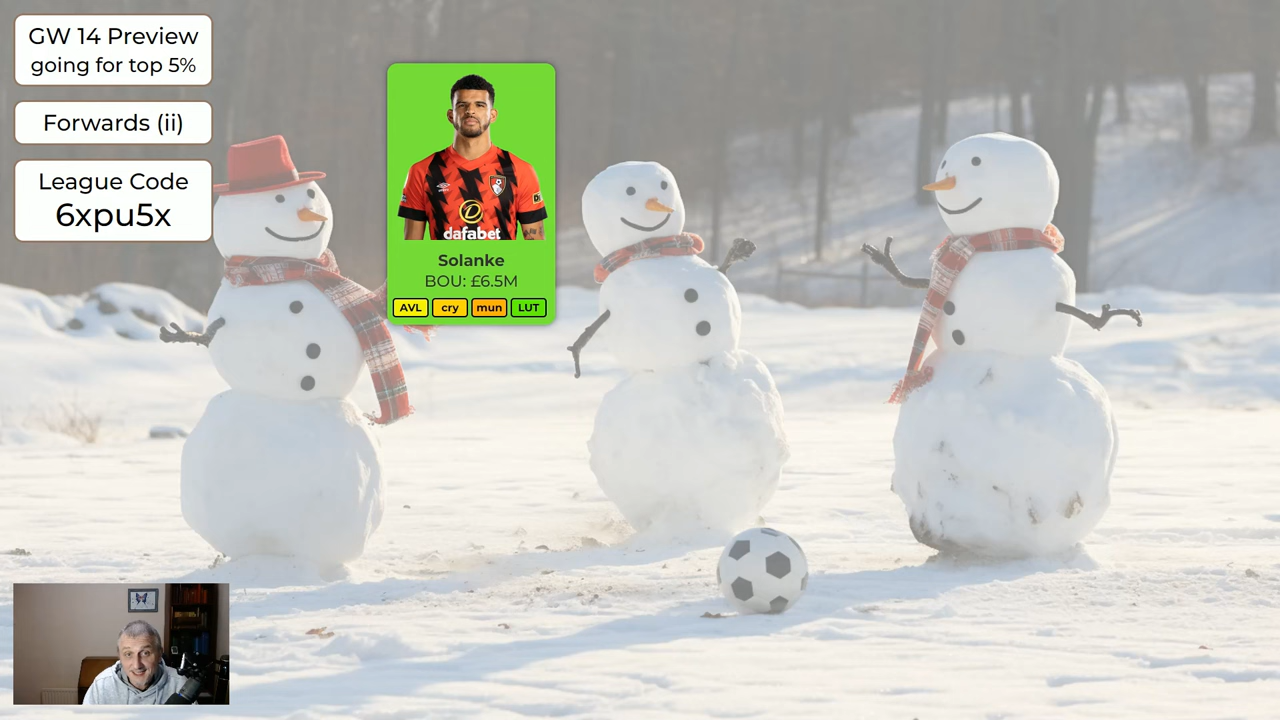 GW 14 Preview
going for top 5%
Forwards (ii)
League Code
6xpu5x
dafabet
Solanke
BOU: £6.5M
AVL cry mun LUT